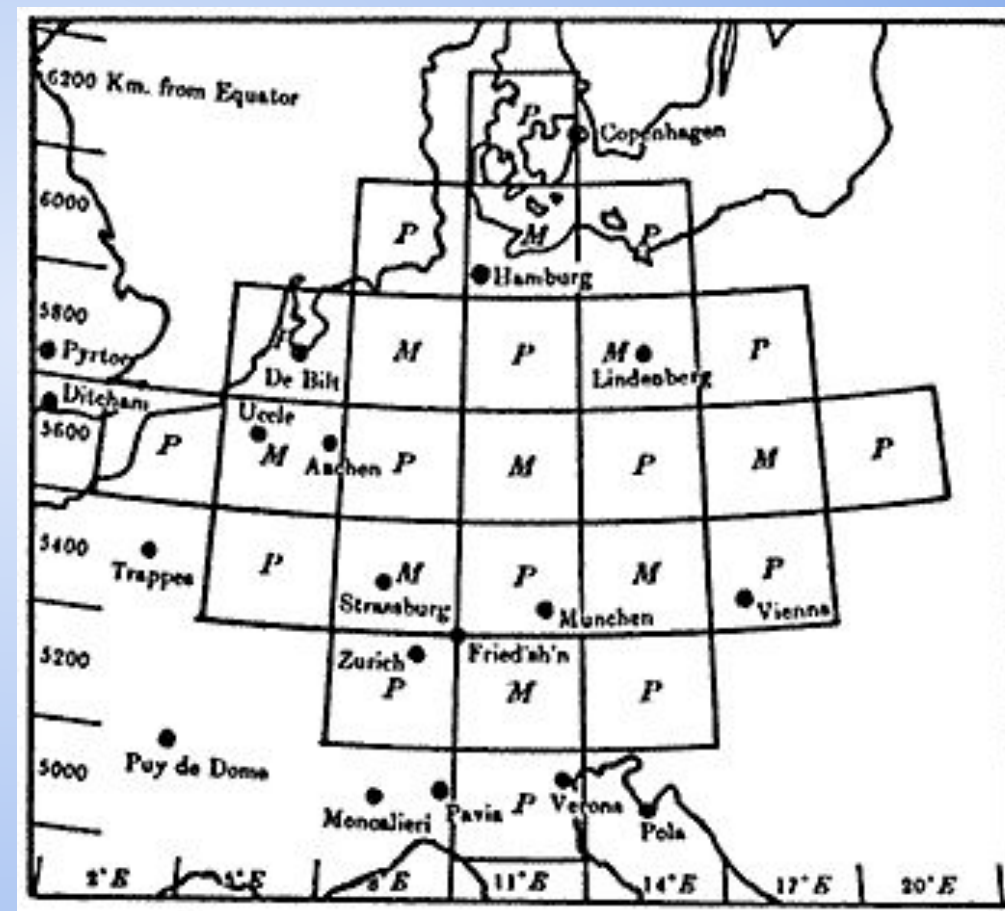 6200 Km. from Equator
P
Copenhagen
6000
P
M
P
Hamburg
5800
Pyrton
M
P
M
P
De Bilt
Lindenberg
Ditcham
Uccle
5600
P
M
Aachen
P
M
P
M
P
5400
Trappes
P
M
P
M
P
Strassburg
Munchen
Vienna
5200
Zurich
Fried'sh'n
P
M
P
5000
Puy de Dome
Moncalieri
Pavia
P
Verona
Pola
2° E
8° E
11° E
14° E
17° E
20° E